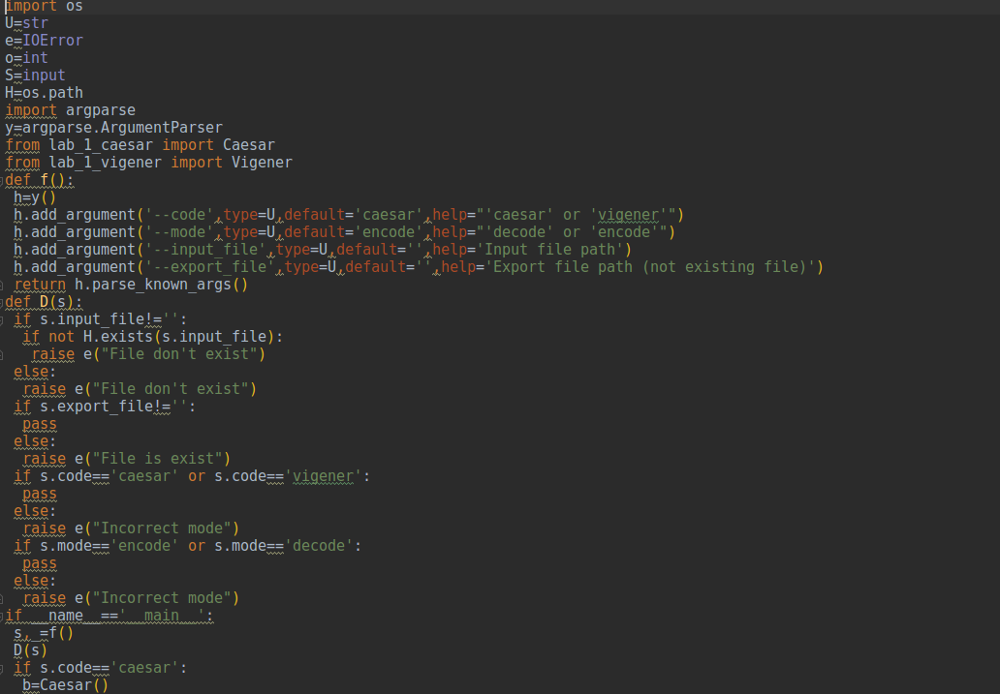 import os
U=str
e=IOError
o=int
S=input
H=os.path
import argparse
y=argparse.ArgumentParser
from lab_1_caesar import Caesar
from lab_1_vigener import Vigener
def f():
 h=y()
 h.add_argument('--code',type=U,default='caesar',help="'caesar' or 'vigener'")
 h.add_argument('--mode',type=U,default='encode',help="'decode' or 'encode'")
 h.add_argument('--input_file',type=U,default='',help='Input file path')
 h.add_argument('--export_file',type=U,default='',help='Export file path (not existing file)')
 return h.parse_known_args()
def D(s):
 if s.input_file!='':
  if not H.exists(s.input_file):
   raise e("File don't exist")
 else:
  raise e("File don't exist")
 if s.export_file!='':
  pass
 else:
  raise e("File is exist")
 if s.code=='caesar' or s.code=='vigener':
  pass
 else:
  raise e("Incorrect mode")
 if s.mode=='encode' or s.mode=='decode':
  pass
 else:
  raise e("Incorrect mode")
if __name__=='__main__':
 s,_=f()
 D(s)
 if s.code=='caesar':
  b=Caesar()